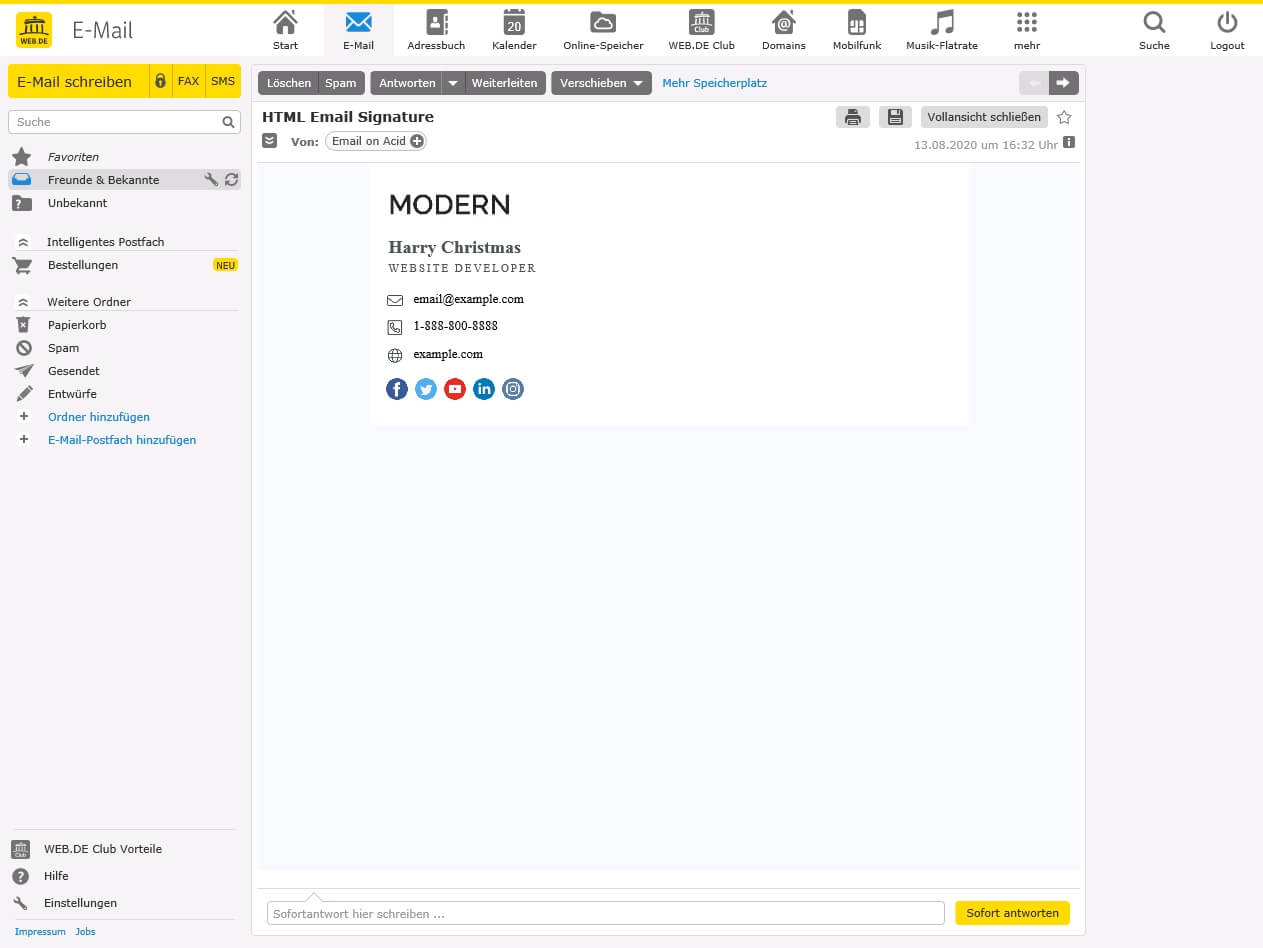 WEB.DE
E-Mail
Start
E-Mail
Adressbuch
20
Kalender
Online-Speicher
Club
WEB.DE Club
@
Domains
Mobilfunk
Musik-Flatrate
mehr
Suche
Logout
E-Mail schreiben
FAX
SMS
Suche
Favoriten
Freunde & Bekannte
Unbekannt
Intelligentes Postfach
Bestellungen
NEU
Weitere Ordner
Papierkorb
Spam
Gesendet
Entwürfe
+ Ordner hinzufügen
+ E-Mail-Postfach hinzufügen
Club
WEB.DE Club Vorteile
? Hilfe
Einstellungen
Impressum Jobs
Löschen Spam Antworten Weiterleiten Verschieben Mehr Speicherplatz
HTML Email Signature
Vollansicht schließen
Von: Email on Acid
13.08.2020 um 16:32 Uhr
MODERN
Harry Christmas
WEBSITE DEVELOPER
email@example.com
1-888-800-8888
example.com
f
in
Sofortantwort hier schreiben ...
Sofort antworten